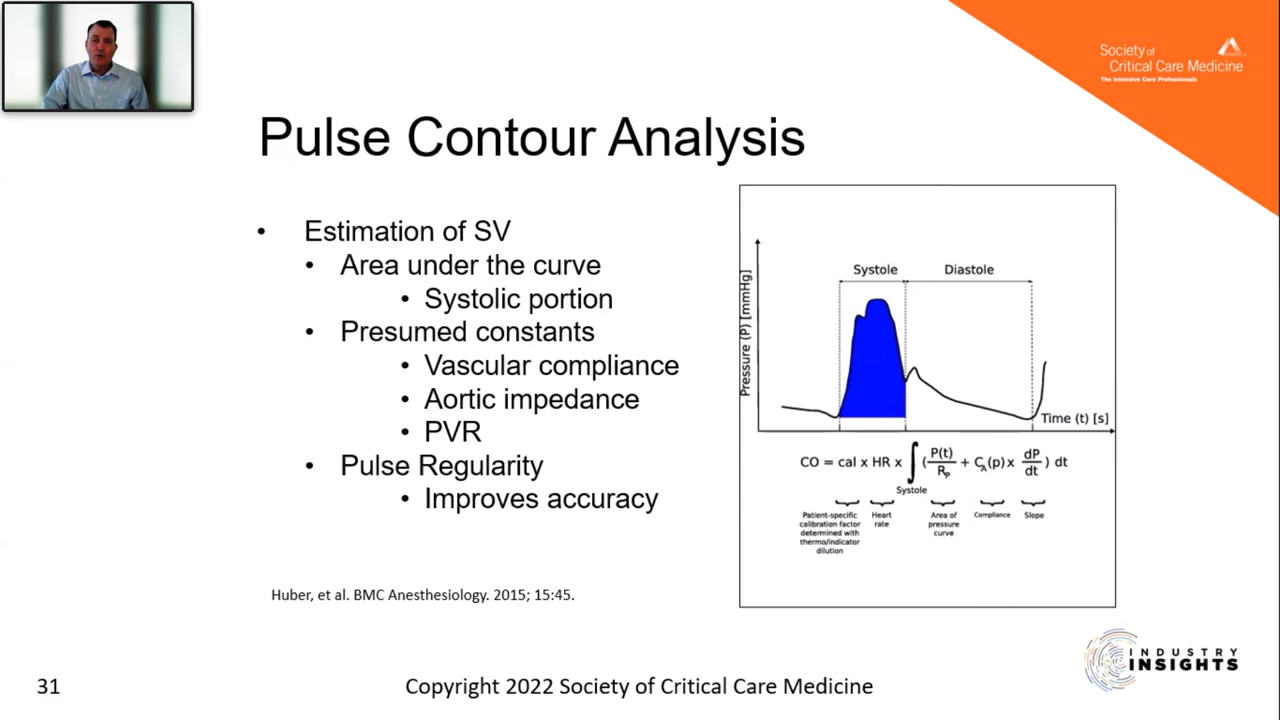 Society of
Critical Care Medicine
The Intensive Care Professionals
Pulse Contour Analysis
• Estimation of SV
• Area under the curve
• Systolic portion
• Presumed constants
• Vascular compliance
• Aortic impedance
• PVR
• Pulse Regularity
• Improves accuracy
Huber, et al. BMC Anesthesiology. 2015; 15:45.
Pressure (P) [mmHg]
Systole
Diastole
Time (t) [s]
CO = cal x HR x ∫ ( P(t)/Rp + CA(p) x dP/dt ) dt
Systole
Patient-specific
calibration factor
determined with
thermo/indicator
dilution
Heart
rate
Area of
pressure
curve
Compliance
Slope
INDUSTRY
INSIGHTS
31
Copyright 2022 Society of Critical Care Medicine